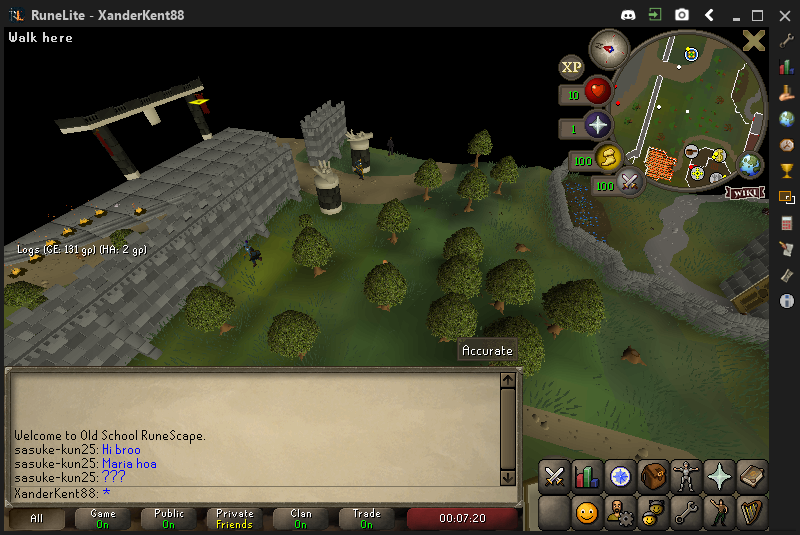 RuneLite - XanderKent88
Walk here
XP
10
1
100
100
WIKI
Logs (GE: 131 gp) (HA: 2 gp)
Accurate
Welcome to Old School RuneScape.
sasuke-kun25: Hi broo
sasuke-kun25: Maria hoa
sasuke-kun25: ???
XanderKent88: *
All
Game
On
Public
On
Private
Friends
Clan
On
Trade
On
00:07:20